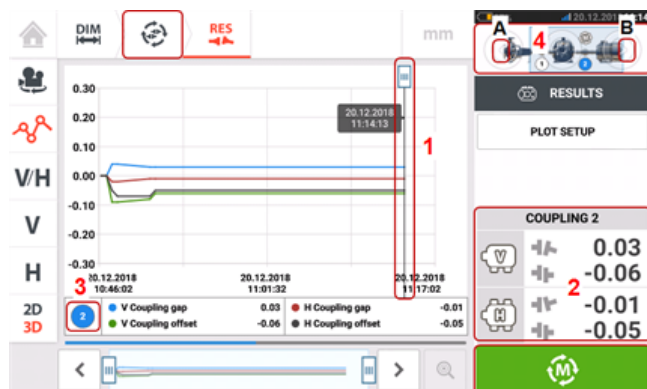 DIM
RES
mm
20.12.2018
A
4
B
1
2
RESULTS
PLOT SETUP
0.30
0.20
0.10
0.00
-0.10
-0.20
-0.30
20.12.2018
11:14:13
1
20.12.2018
10:46:02
20.12.2018
11:01:32
20.12.2018
11:17:02
3
2
V Coupling gap 0.03
H Coupling gap -0.01
V Coupling offset -0.06
H Coupling offset -0.05
V/H
V
H
2D
3D
COUPLING 2
V
0.03
-0.06
2
H
-0.01
-0.05
M